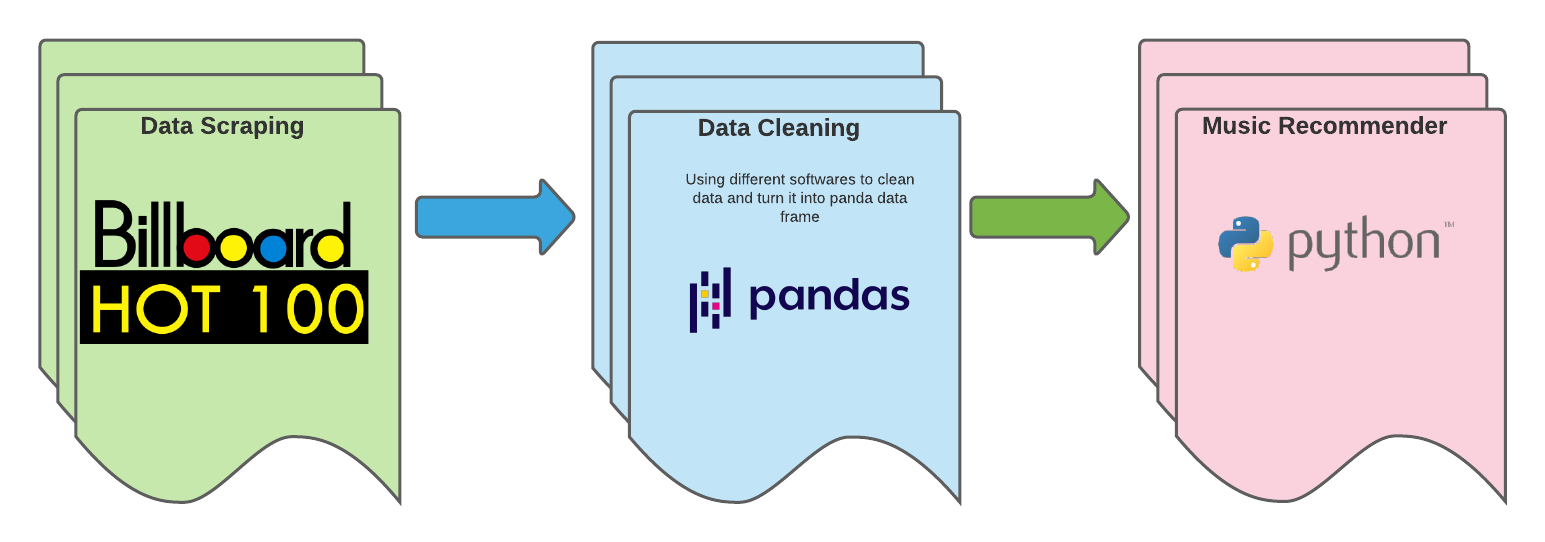 Data Scraping
Billboard
HOT 100
Data Cleaning
Using different softwares to clean
data and turn it into panda data
frame
pandas
Music Recommender
python™